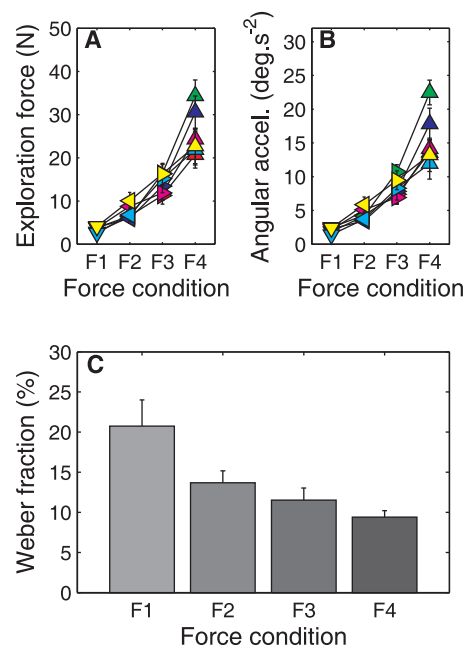 A
B
Exploration force (N)
50
40
30
20
10
0
F1 F2 F3 F4
Force condition
Angular accel. (deg.s-2)
30
25
20
15
10
5
0
F1 F2 F3 F4
Force condition
C
Weber fraction (%)
30
25
20
15
10
5
0
F1 F2 F3 F4
Force condition